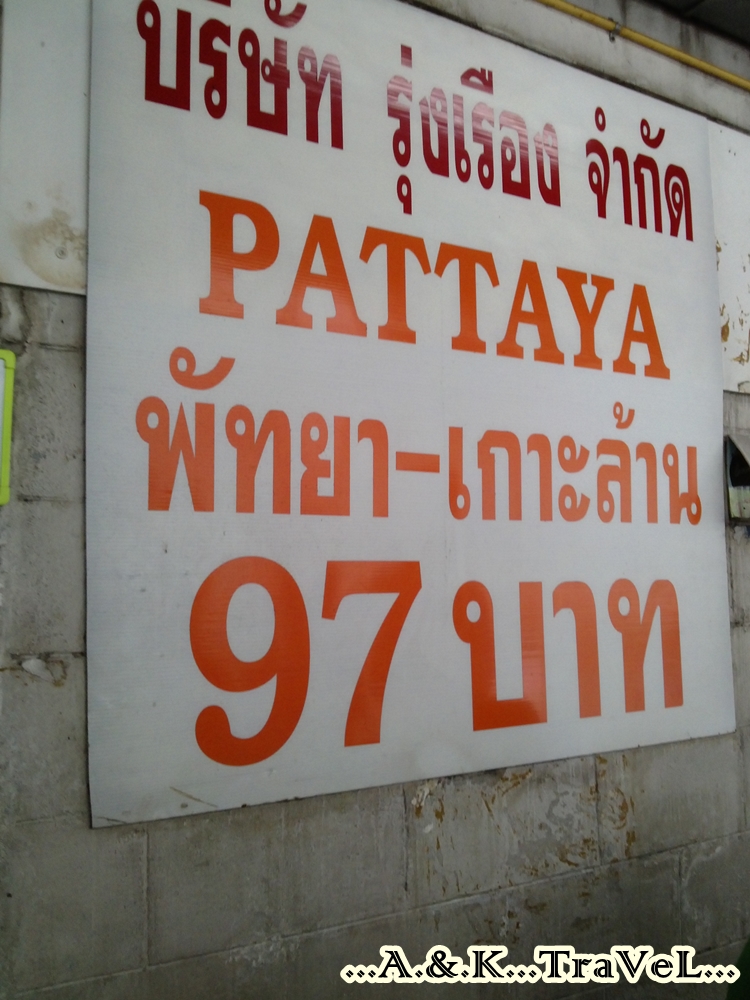 บริษัท รุ่งเรือง จำกัด
PATTAYA
พัทยา-เกาะล้าน
97 บาท
...A.&.K...TraVeL...